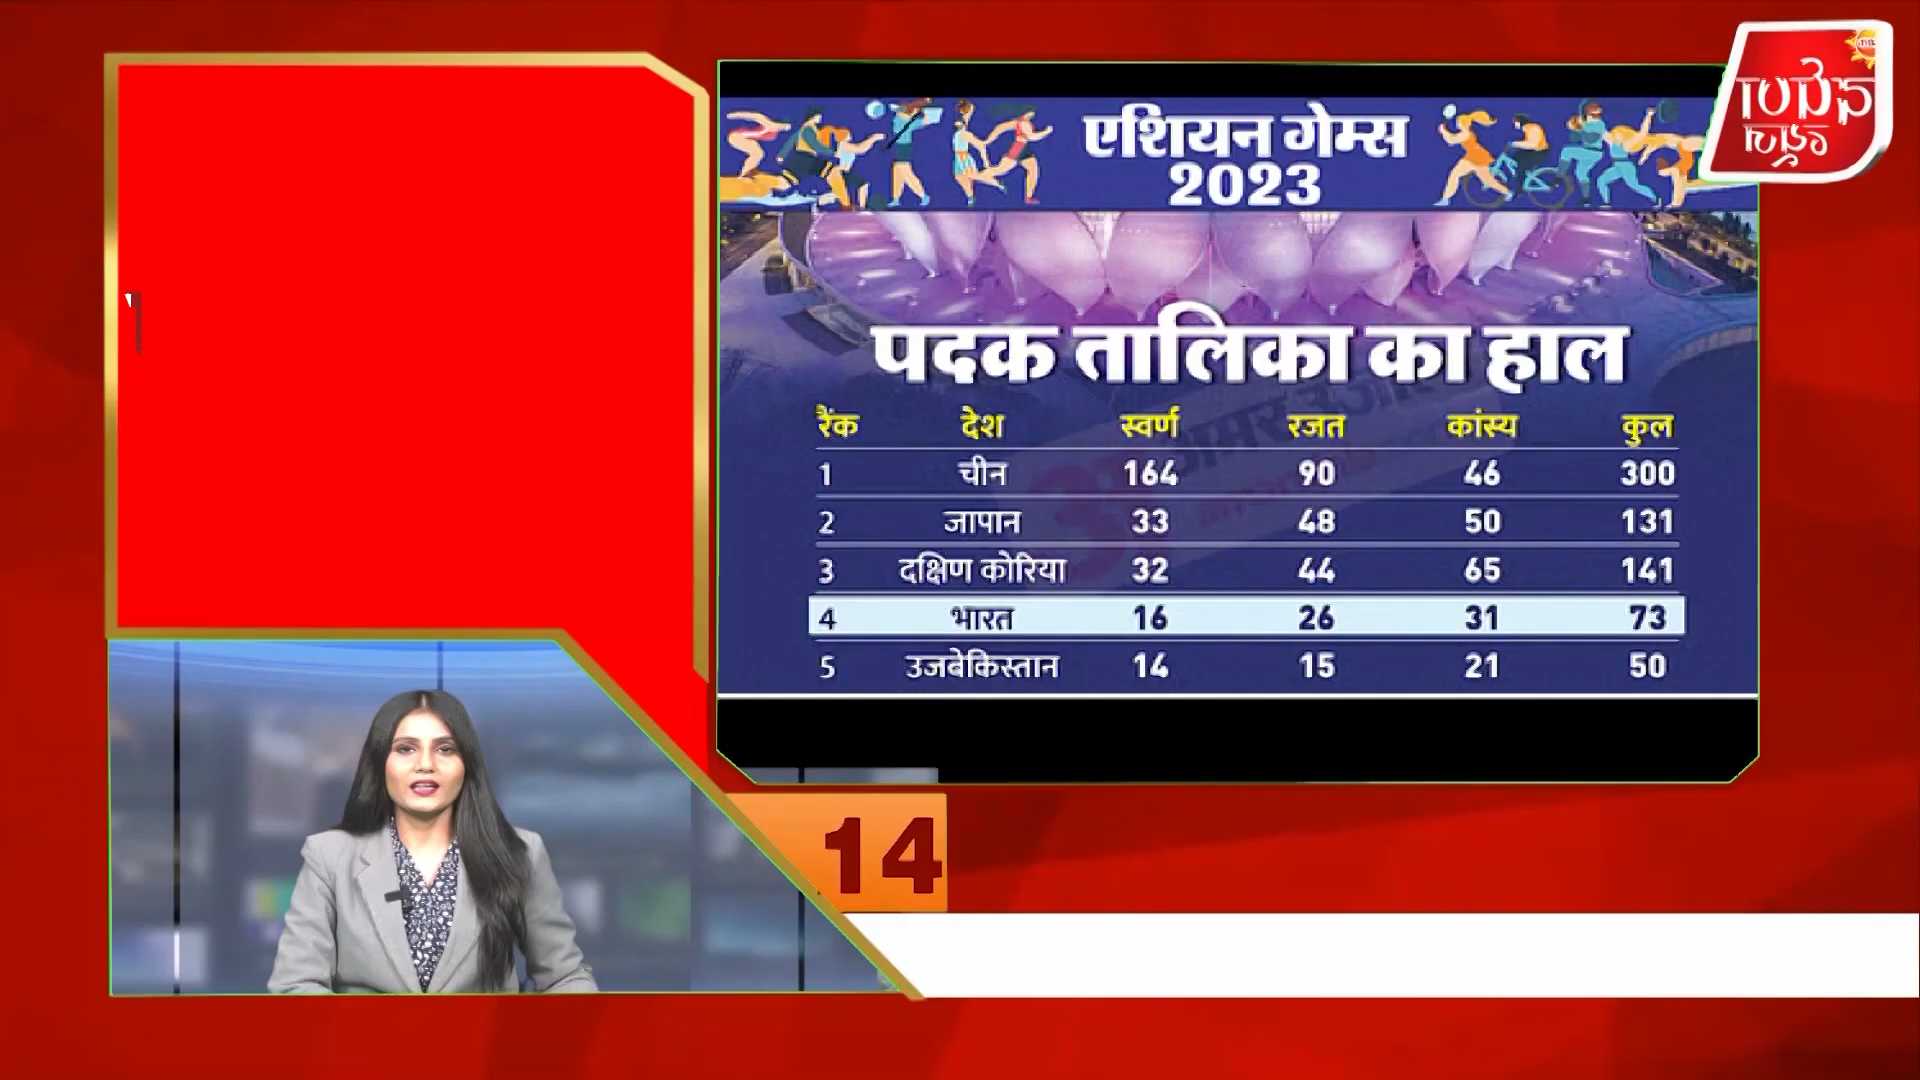 एशियन गेम्स
2023
पदक तालिका का हाल
रैंक देश स्वर्ण रजत कांस्य कुल
1 चीन 164 90 46 300
2 जापान 33 48 50 131
3 दक्षिण कोरिया 32 44 65 141
4 भारत 16 26 31 73
5 उजबेकिस्तान 14 15 21 50
14